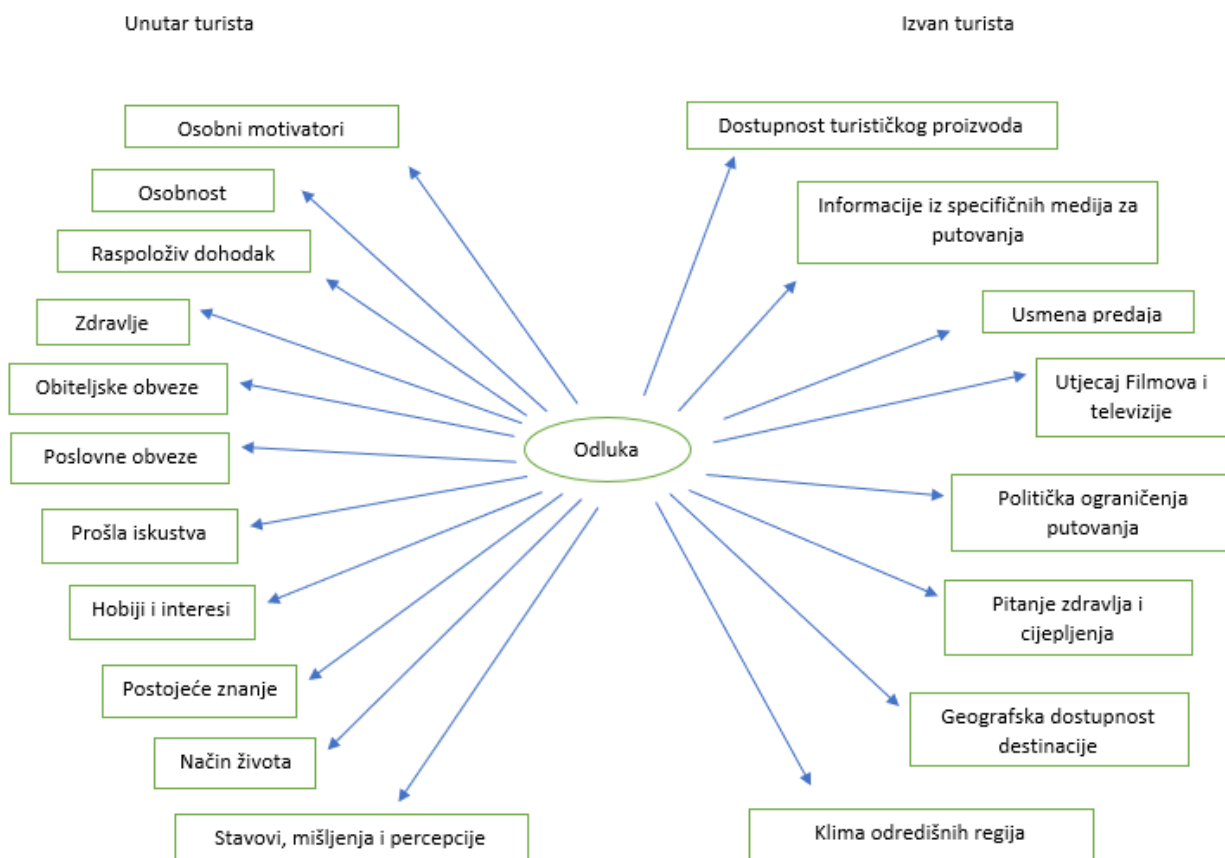 Unutar turista
Izvan turista
Osobni motivatori
Osobnost
Raspoloživ dohodak
Zdravlje
Obiteljske obveze
Poslovne obveze
Prošla iskustva
Hobiji i interesi
Postojeće znanje
Način života
Stavovi, mišljenja i percepcije
Odluka
Dostupnost turističkog proizvoda
Informacije iz specifičnih medija za
putovanja
Usmena predaja
Utjecaj Filmova i
televizije
Politička ograničenja
putovanja
Pitanje zdravlja i
cijepljenja
Geografska dostupnost
destinacije
Klima odredišnih regija